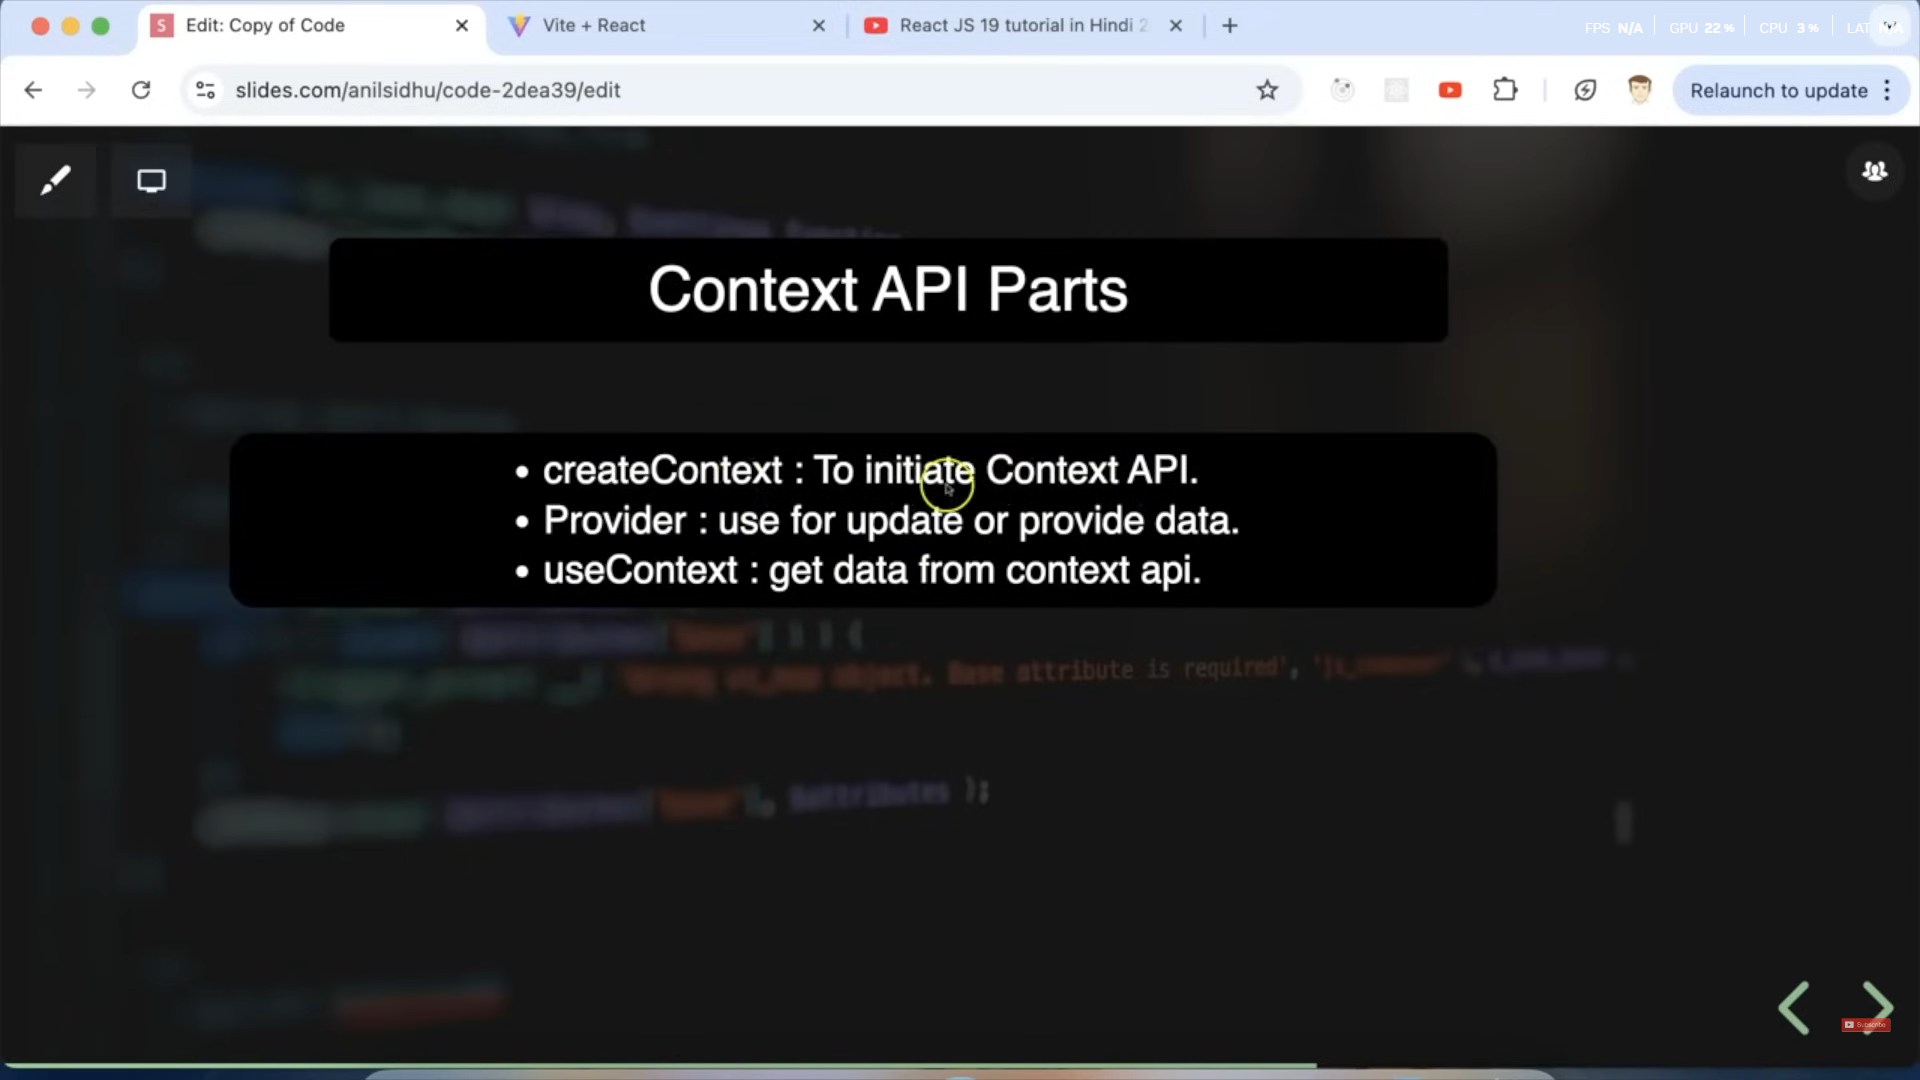 Edit: Copy of Code
Vite + React
React JS 19 tutorial in Hindi 2
FPS N/A GPU 22 % CPU 3 % LAT N/A
slides.com/anilsidhu/code-2dea39/edit
Relaunch to update
Context API Parts
• createContext : To initiate Context API.
• Provider : use for update or provide data.
• useContext : get data from context api.
object. Base attribute is required',
$attributes );
Subscribe